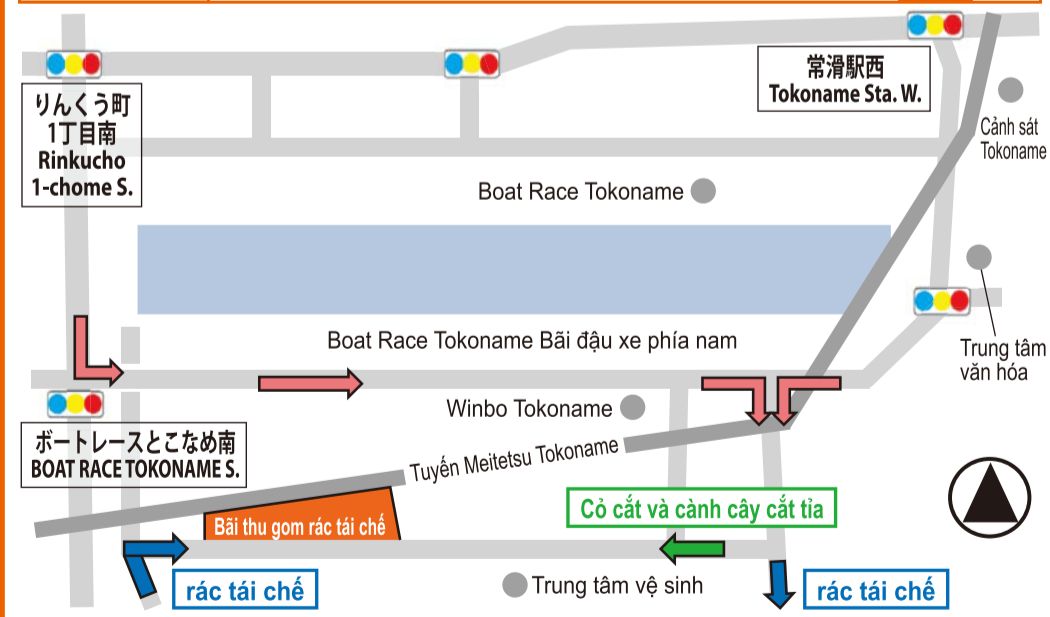 常滑駅西
Tokoname Sta. W.
りんくう町
1丁目南
Rinkucho
1-chome S.
Cảnh sát
Tokoname
Boat Race Tokoname
Boat Race Tokoname Bãi đậu xe phía nam
Trung tâm
văn hóa
Winbo Tokoname
ボートレースとこなめ南
BOAT RACE TOKONAME S.
Tuyến Meitetsu Tokoname
Bãi thu gom rác tái chế
Cỏ cắt và cành cây cắt tỉa
rác tái chế
Trung tâm vệ sinh
rác tái chế